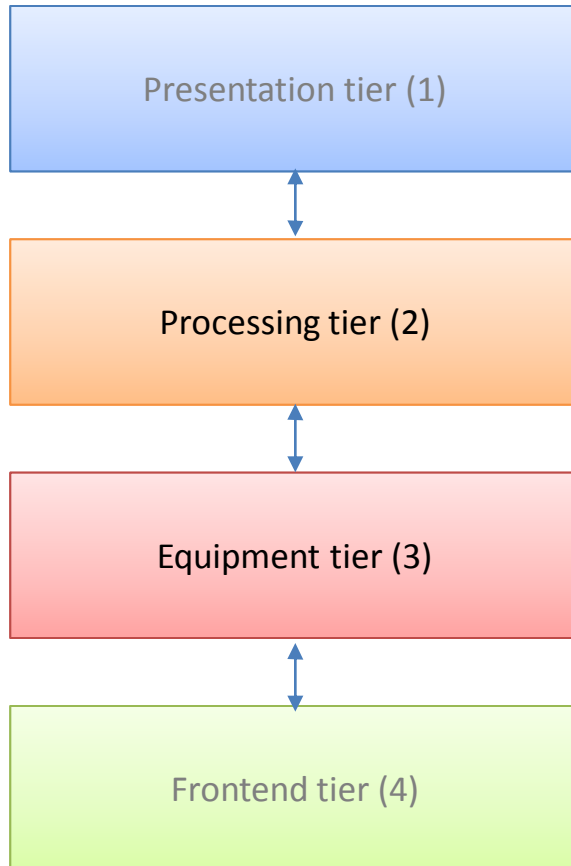 Presentation tier (1)
Processing tier (2)
Equipment tier (3)
Frontend tier (4)